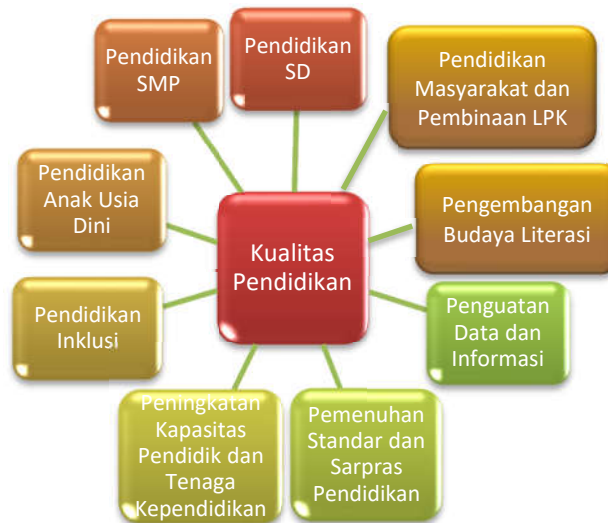 Pendidikan
SD
Pendidikan
Masyarakat dan
Pembinaan LPK
Pengembangan
Budaya Literasi
Penguatan
Data dan
Informasi
Pemenuhan
Standar dan
Sarpras
Pendidikan
Peningkatan
Kapasitas
Pendidik dan
Tenaga
Kependidikan
Pendidikan
Inklusi
Pendidikan
Anak Usia
Dini
Pendidikan
SMP
Kualitas
Pendidikan